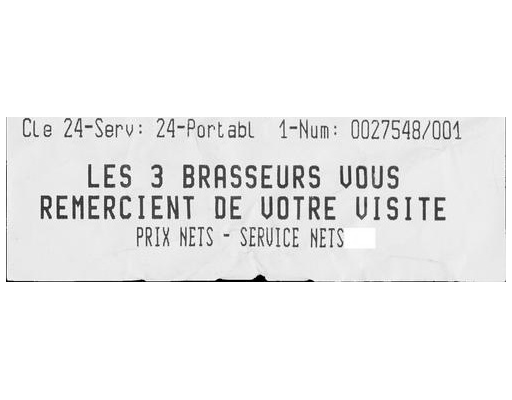 Cle 24-Serv: 24-Portabl 1-Num: 0027548/001
LES 3 BRASSEURS VOUS
REMERCIENT DE VOTRE VISITE
PRIX NETS - SERVICE NETS